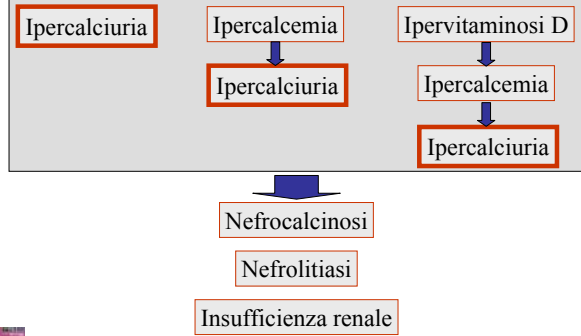 Ipercalciuria
Ipercalcemia
Ipercalciuria
Ipervitaminosi D
Ipercalcemia
Ipercalciuria
Nefrocalcinosi
Nefrolitiasi
Insufficienza renale